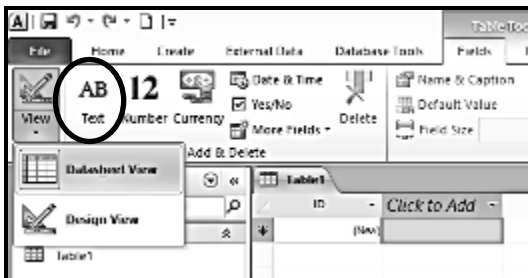 A
Table Too
File Home Create External Data Database Tools Fields
View AB Text 12 Number Currency Date & Time Yes/No More Fields Delete Name & Caption Default Value Field Size
Add & Delete
Datasheet View
Design View
Table1
Table1
ID Click to Add
(New)